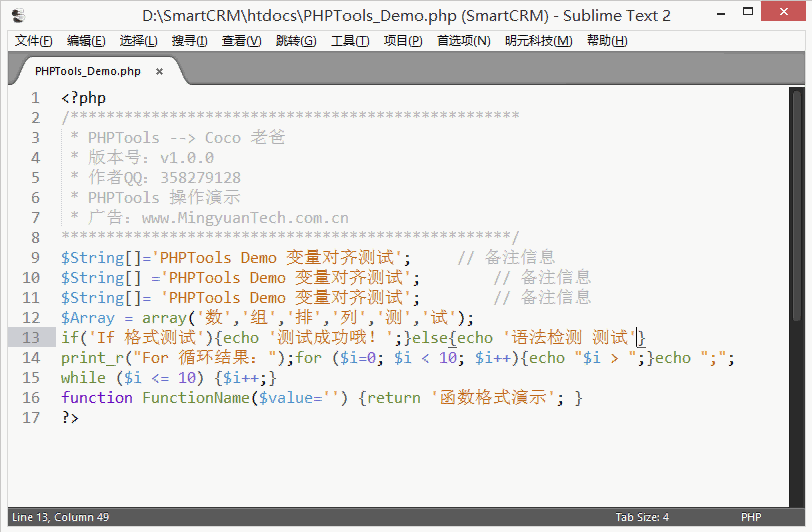 D:\SmartCRM\htdocs\PHPTools_Demo.php (SmartCRM) - Sublime Text 2
文件(F) 编辑(E) 选择(L) 搜寻(I) 查看(V) 跳转(G) 工具(T) 项目(P) 首选项(N) 明元科技(M) 帮助(H)
PHPTools_Demo.php ×
1 <?php
2 /**************************************************
3 * PHPTools --> Coco 老爸
4 * 版本号：v1.0.0
5 * 作者QQ：358279128
6 * PHPTools 操作演示
7 * 广告：www.MingyuanTech.com.cn
8 **************************************************/
9 $String[]='PHPTools Demo 变量对齐测试'; // 备注信息
10 $String[] ='PHPTools Demo 变量对齐测试'; // 备注信息
11 $String[]= 'PHPTools Demo 变量对齐测试'; // 备注信息
12 $Array = array('数','组','排','列','测','试');
13 if('If 格式测试'){echo '测试成功哦！';}else{echo '语法检测 测试'}
14 print_r("For 循环结果：");for ($i=0; $i < 10; $i++){echo "$i > ";}echo ";";
15 while ($i <= 10) {$i++;}
16 function FunctionName($value='') {return '函数格式演示'; }
17 ?>
Line 13, Column 49 Tab Size: 4 PHP